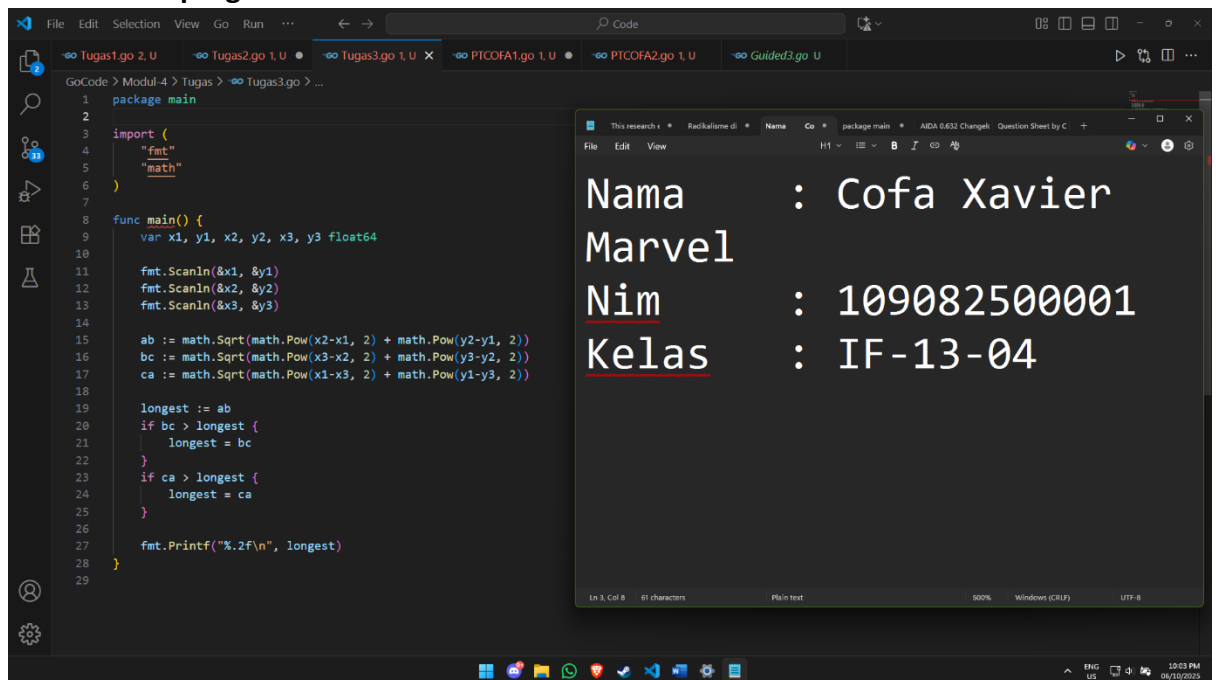 File Edit Selection View Go Run ··· ← → Code
Tugas1.go 2, U Tugas2.go 1, U ● Tugas3.go 1, U × PTCOFA1.go 1, U ● PTCOFA2.go 1, U Guided3.go U
GoCode > Modul-4 > Tugas > Tugas3.go > ...
1 package main
2
3 import (
4 "fmt"
5 "math"
6 )
7
8 func main() {
9 var x1, y1, x2, y2, x3, y3 float64
10
11 fmt.Scanln(&x1, &y1)
12 fmt.Scanln(&x2, &y2)
13 fmt.Scanln(&x3, &y3)
14
15 ab := math.Sqrt(math.Pow(x2-x1, 2) + math.Pow(y2-y1, 2))
16 bc := math.Sqrt(math.Pow(x3-x2, 2) + math.Pow(y3-y2, 2))
17 ca := math.Sqrt(math.Pow(x1-x3, 2) + math.Pow(y1-y3, 2))
18
19 longest := ab
20 if bc > longest {
21 longest = bc
22 }
23 if ca > longest {
24 longest = ca
25 }
26
27 fmt.Printf("%.2f\n", longest)
28 }
29
2
33
This research Radikalisme di Nama Co package main AIDA 0.632 Changek Question Sheet by C +
File Edit View H1 B I
Nama : Cofa Xavier
Marvel
Nim : 109082500001
Kelas : IF-13-04
Ln 3, Col 8 61 characters Plain text 500% Windows (CRLF) UTF-8
ENG
US
10:03 PM
06/10/2025